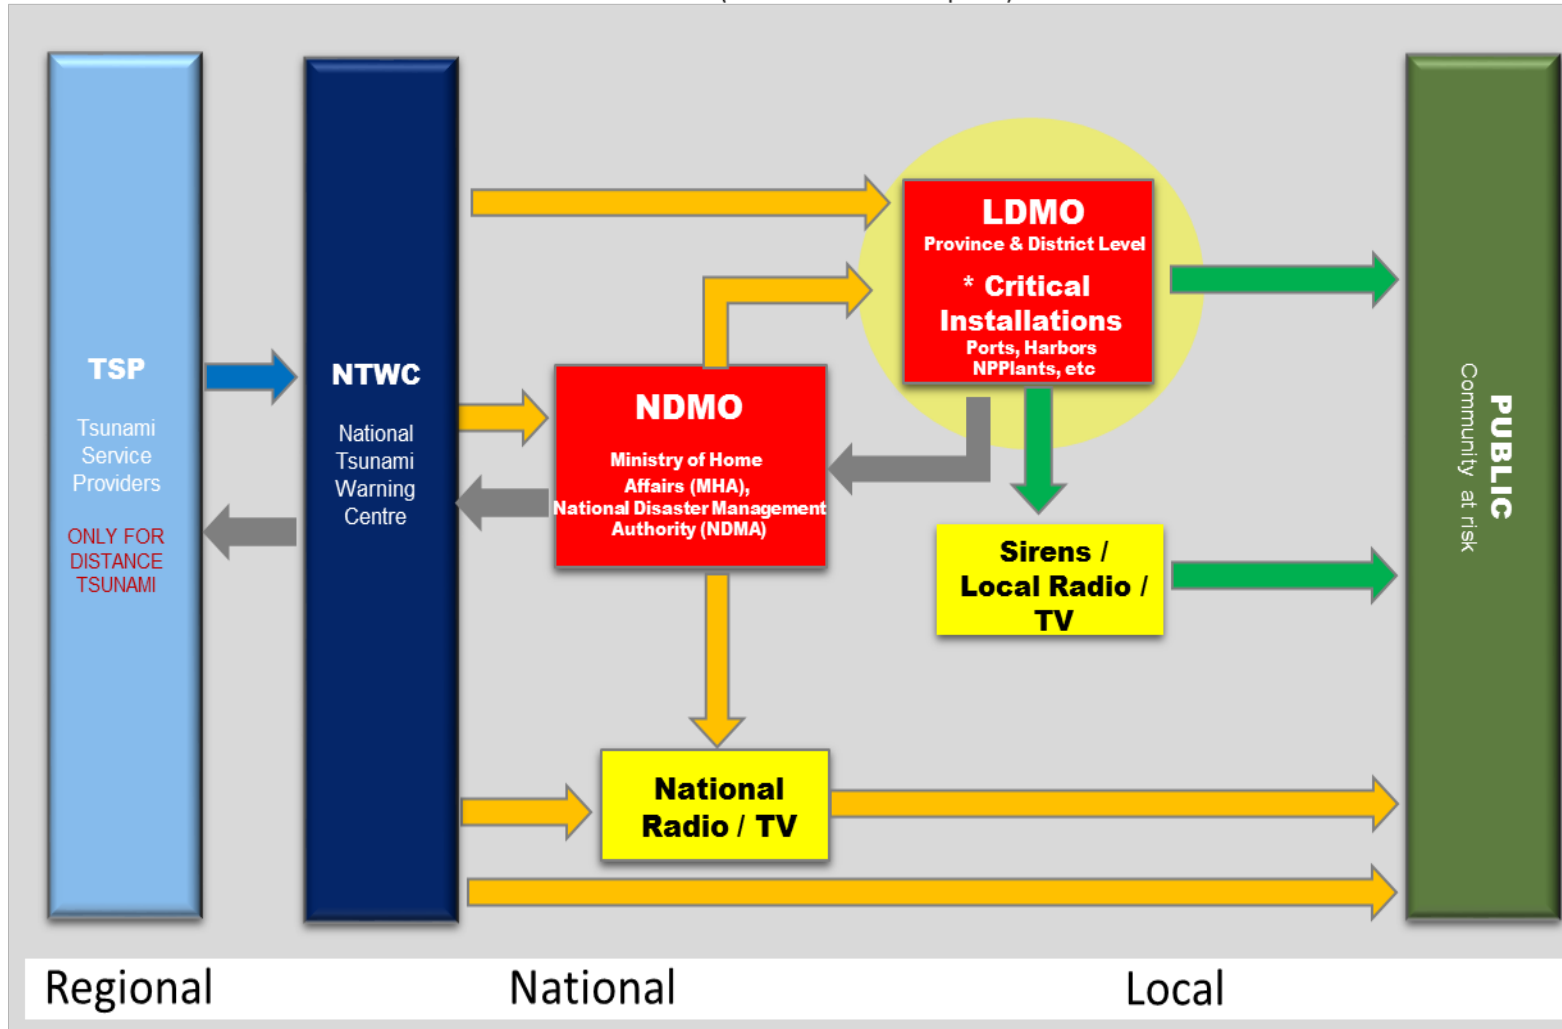 TSP
Tsunami
Service
Providers
ONLY FOR
DISTANCE
TSUNAMI
NTWC
National
Tsunami
Warning
Centre
NDMO
Ministry of Home
Affairs (MHA),
National Disaster Management
Authority (NDMA)
LDMO
Province & District Level
* Critical
Installations
Ports, Harbors
NPPlants, etc
Sirens /
Local Radio /
TV
National
Radio / TV
PUBLIC
Community at risk
Regional
National
Local